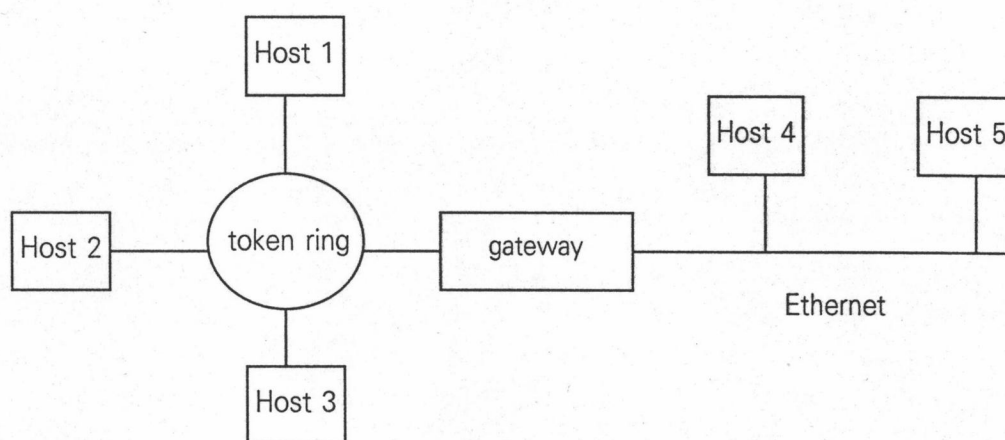 Host 1
Host 4
Host 5
Host 2
token ring
gateway
Ethernet
Host 3